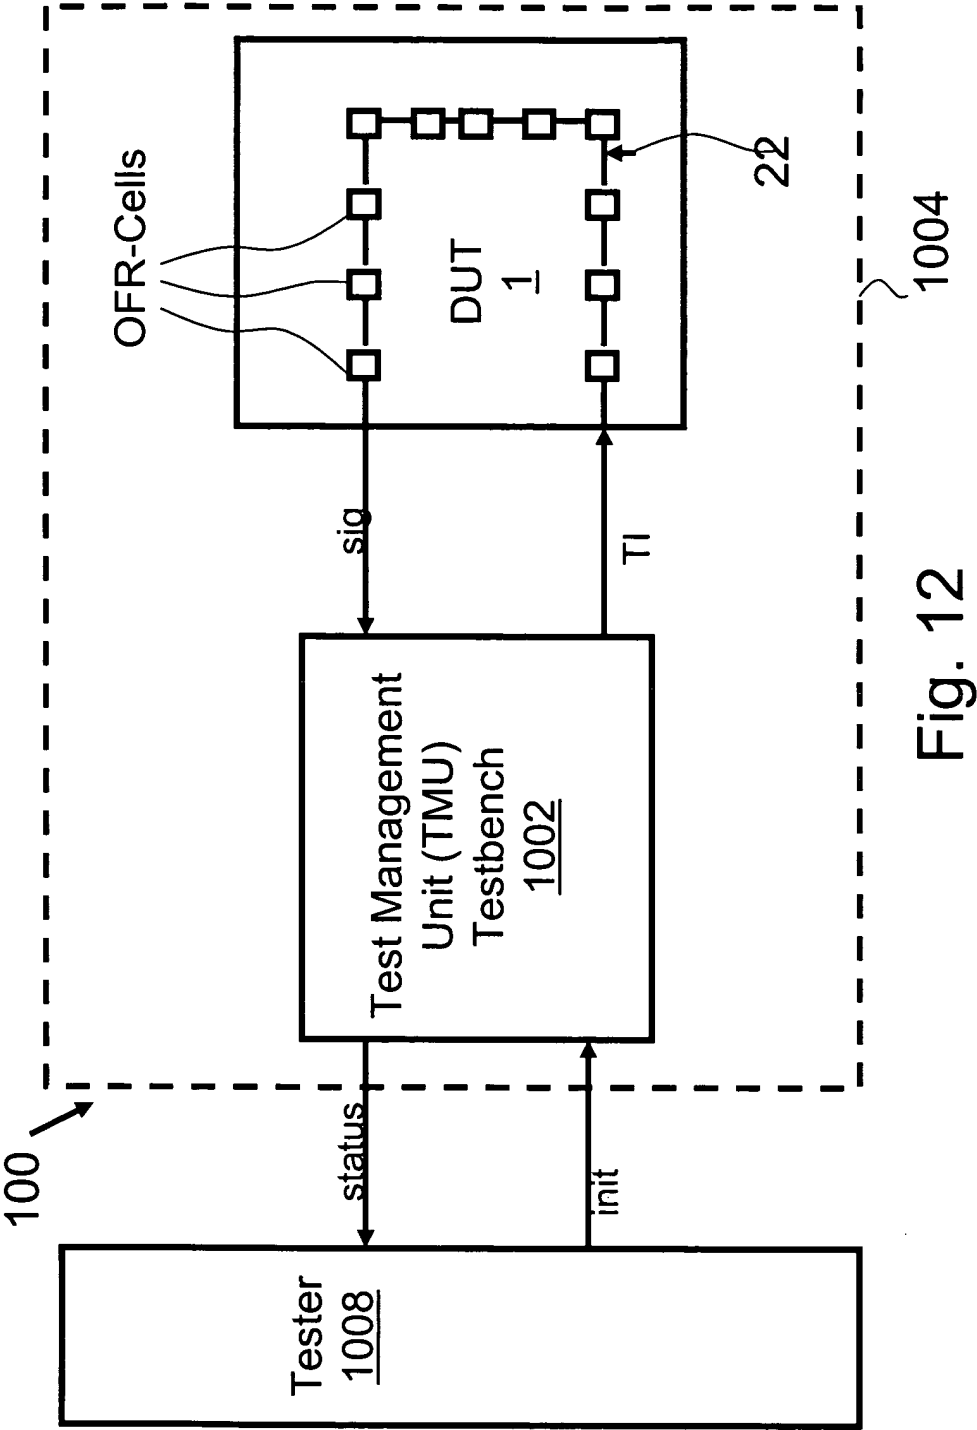 100
Tester
1008
status
init
Test Management
Unit (TMU)
Testbench
1002
sig
TI
OFR-Cells
DUT
1
22
1004
Fig. 12